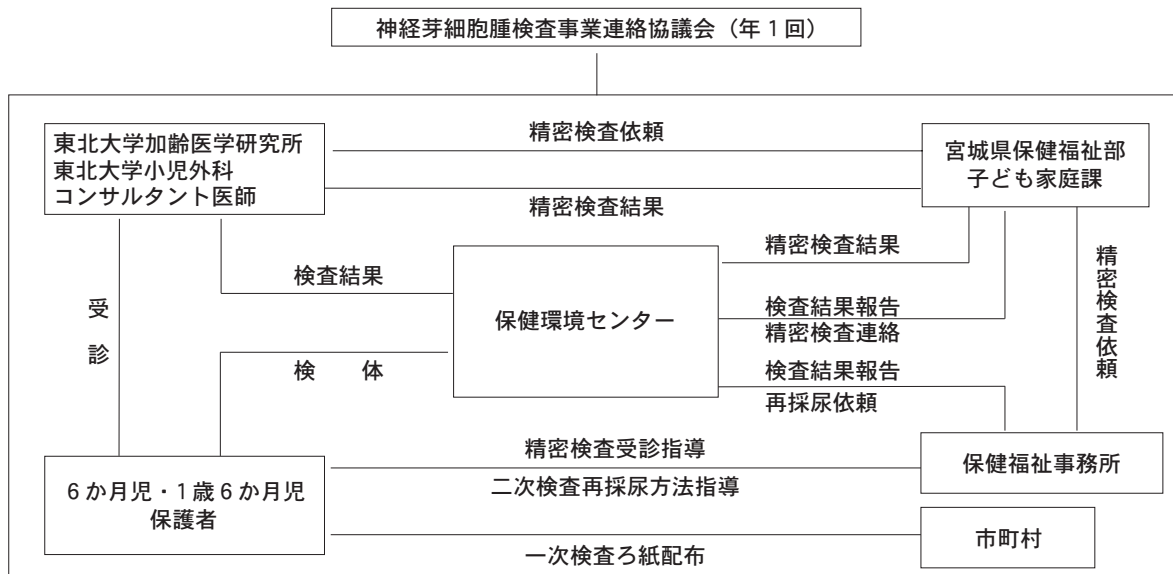 神経芽細胞腫検査事業連絡協議会（年1回）
東北大学加齢医学研究所
東北大学小児外科
コンサルタント医師
精密検査依頼
精密検査結果
宮城県保健福祉部
子ども家庭課
受診
検査結果
保健環境センター
精密検査結果
検査結果報告
精密検査連絡
精密検査依頼
検体
検査結果報告
再採尿依頼
6か月児・1歳6か月児
保護者
精密検査受診指導
二次検査再採尿方法指導
保健福祉事務所
一次検査ろ紙配布
市町村